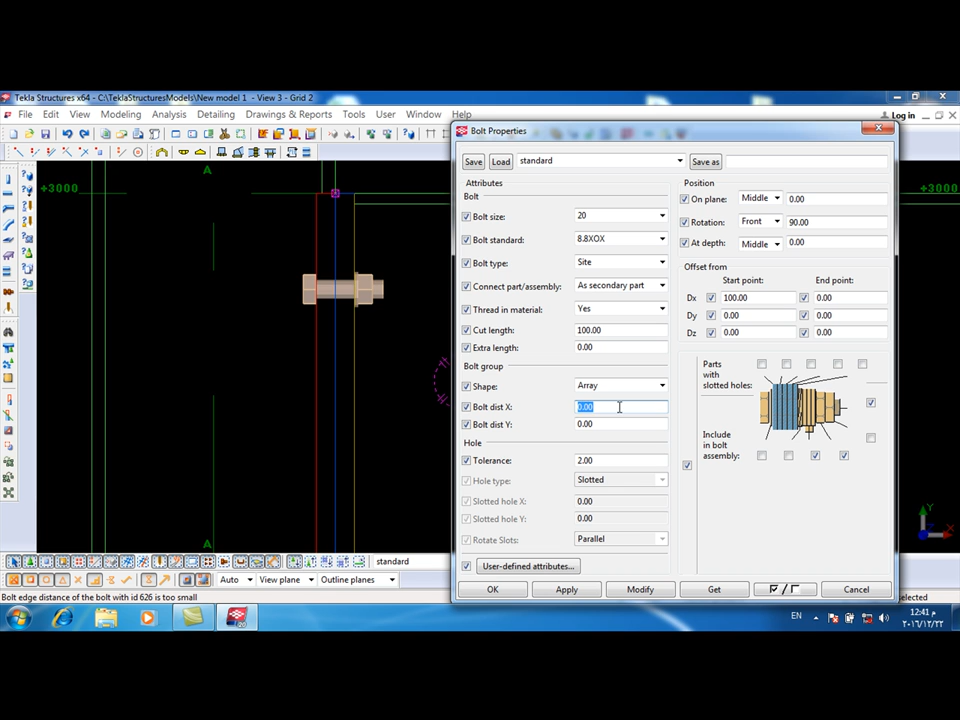 Tekla Structures x64 - C:\TeklaStructuresModels\New model 1 - View 3 - Grid 2
File Edit View Modeling Analysis Detailing Drawings & Reports Tools User Window Help
Log in
Bolt Properties
Save Load standard Save as
Attributes
Bolt
Bolt size: 20
Bolt standard: 8.8XOX
Bolt type: Site
Connect part/assembly: As secondary part
Thread in material: Yes
Cut length: 100.00
Extra length: 0.00
Bolt group
Shape: Array
Bolt dist X: 0.00
Bolt dist Y: 0.00
Hole
Tolerance: 2.00
Hole type: Slotted
Slotted hole X: 0.00
Slotted hole Y: 0.00
Rotate Slots: Parallel
User-defined attributes...
Position
On plane: Middle 0.00
Rotation: Front 90.00
At depth: Middle 0.00
Offset from
Start point: End point:
Dx 100.00 0.00
Dy 0.00 0.00
Dz 0.00 0.00
Parts
with
slotted holes:
Include
in bolt
assembly:
OK Apply Modify Get Cancel
A
+3000
+3000
A
Y
X
standard
Auto View plane Outline planes
Bolt edge distance of the bolt with id 626 is too small
selected
EN
12:41 م
٢٠١٦/١٢/٢٢